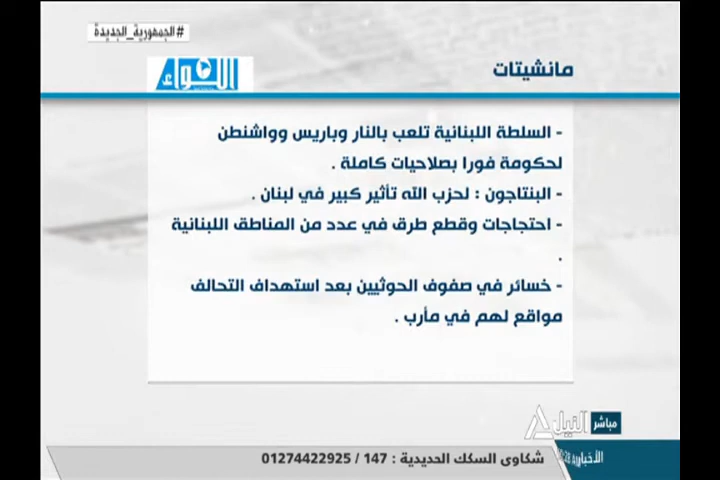 #الجمهورية_الجديدة
مانشيتات
اللواء
- السلطة اللبنانية تلعب بالنار وباريس وواشنطن
لحكومة فورا بصلاحيات كاملة .
- البنتاجون : لحزب الله تأثير كبير في لبنان .
- احتجاجات وقطع طرق في عدد من المناطق اللبنانية
.
- خسائر في صفوف الحوثيين بعد استهداف التحالف
مواقع لهم في مأرب .
مباشر النيل
الأخبار
شكاوى السكك الحديدية : 147 / 01274422925